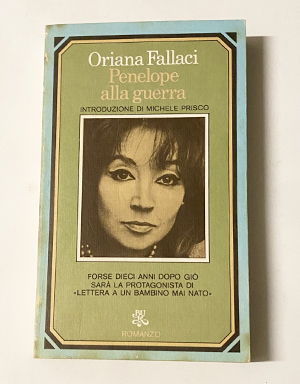 Oriana Fallaci
Penelope
alla guerra
INTRODUZIONE DI MICHELE PRISCO
FORSE DIECI ANNI DOPO GIÒ
SARÀ LA PROTAGONISTA DI
«LETTERA A UN BAMBINO MAI NATO»
BUR
ROMANZO